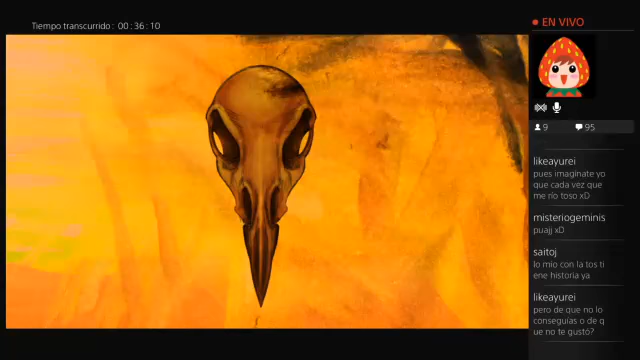 Tiempo transcurrido: 00:36:10
EN VIVO
9 95
likeayurei
pues imagínate yo
que cada vez que
me río toso xD
misteriogeminis
puajj xD
saitoj
lo mio con la tos ti
ene historia ya
likeayurei
pero de que no lo
conseguías o de q
ue no te gustó?